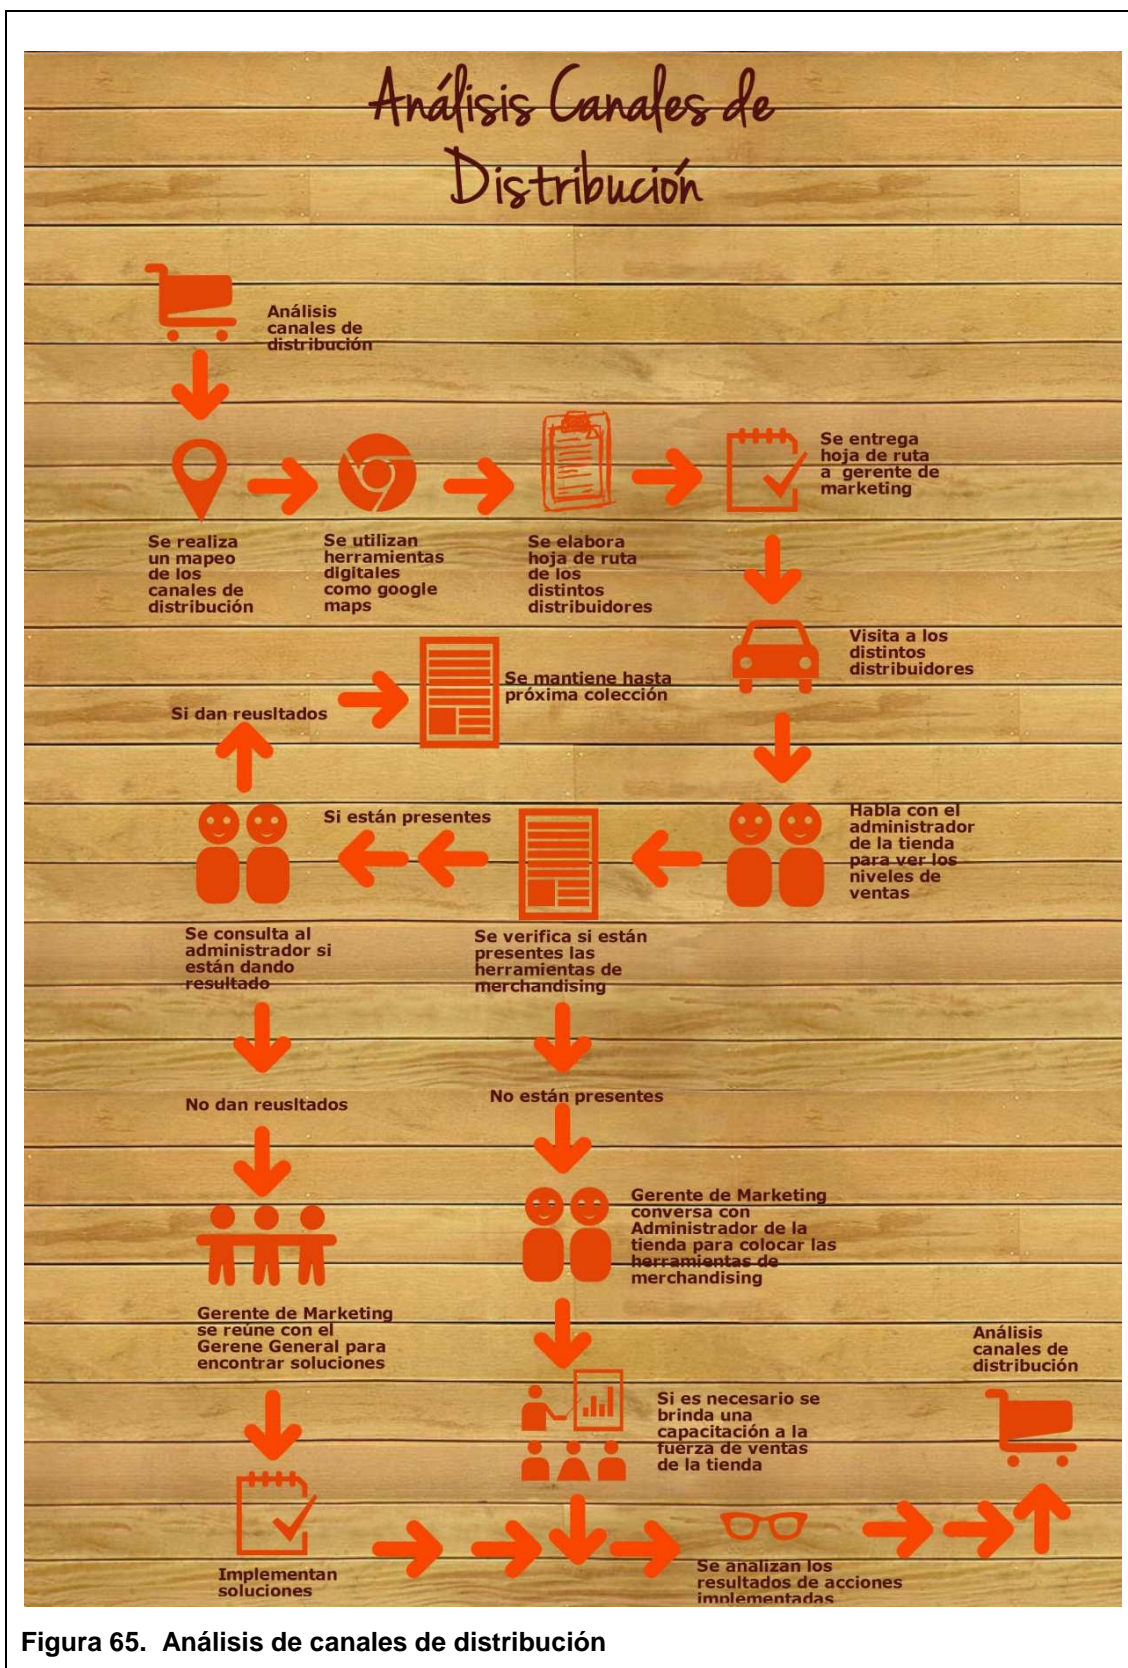 Análisis Canales de
Distribución
Análisis
canales de
distribución
Se entrega
hoja de ruta
a gerente de
marketing
Se realiza
un mapeo
de los
canales de
distribución
Se utilizan
herramientas
digitales
como google
maps
Se elabora
hoja de ruta
de los
distintos
distribuidores
Visita a los
distintos
distribuidores
Se mantiene hasta
próxima colección
Si dan reusltados
Si están presentes
Habla con el
administrador
de la tienda
para ver los
niveles de
ventas
Se consulta al
administrador si
están dando
resultado
Se verifica si están
presentes las
herramientas de
merchandising
No dan reusltados
No están presentes
Gerente de Marketing
conversa con
Administrador de la
tienda para colocar las
herramientas de
merchandising
Gerente de Marketing
se reúne con el
Gerene General para
encontrar soluciones
Análisis
canales de
distribución
Si es necesario se
brinda una
capacitación a la
fuerza de ventas
de la tienda
Implementan
soluciones
Se analizan los
resultados de acciones
implementadas
Figura 65. Análisis de canales de distribución